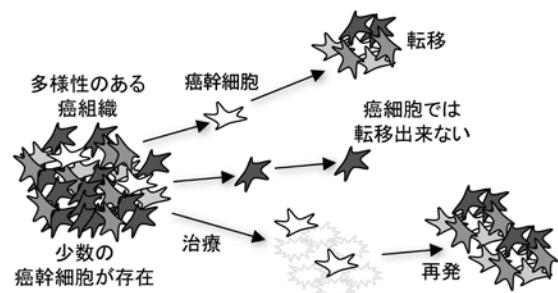 転移
癌幹細胞
多様性のある
癌組織
癌細胞では
転移出来ない
少数の
癌幹細胞が存在
治療
再発